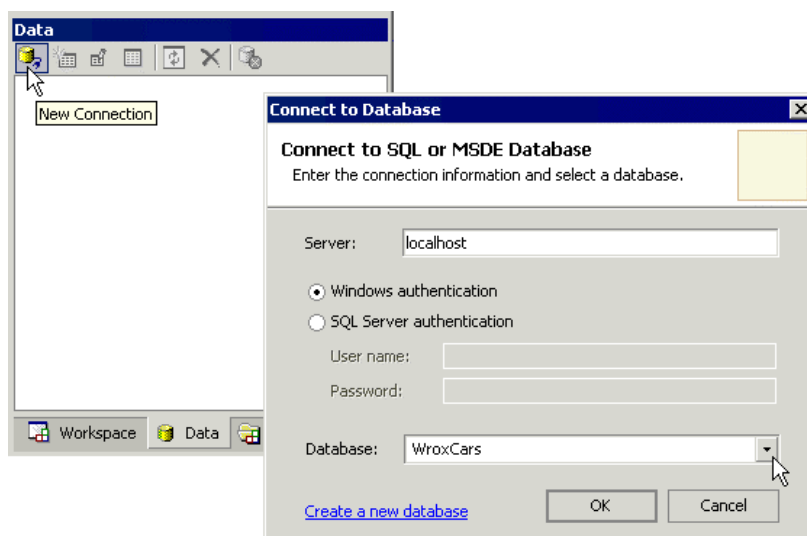 Data
New Connection
Connect to Database
Connect to SQL or MSDE Database
Enter the connection information and select a database.
Server: localhost
Windows authentication
SQL Server authentication
User name:
Password:
Workspace Data
Database: WroxCars
Create a new database OK Cancel